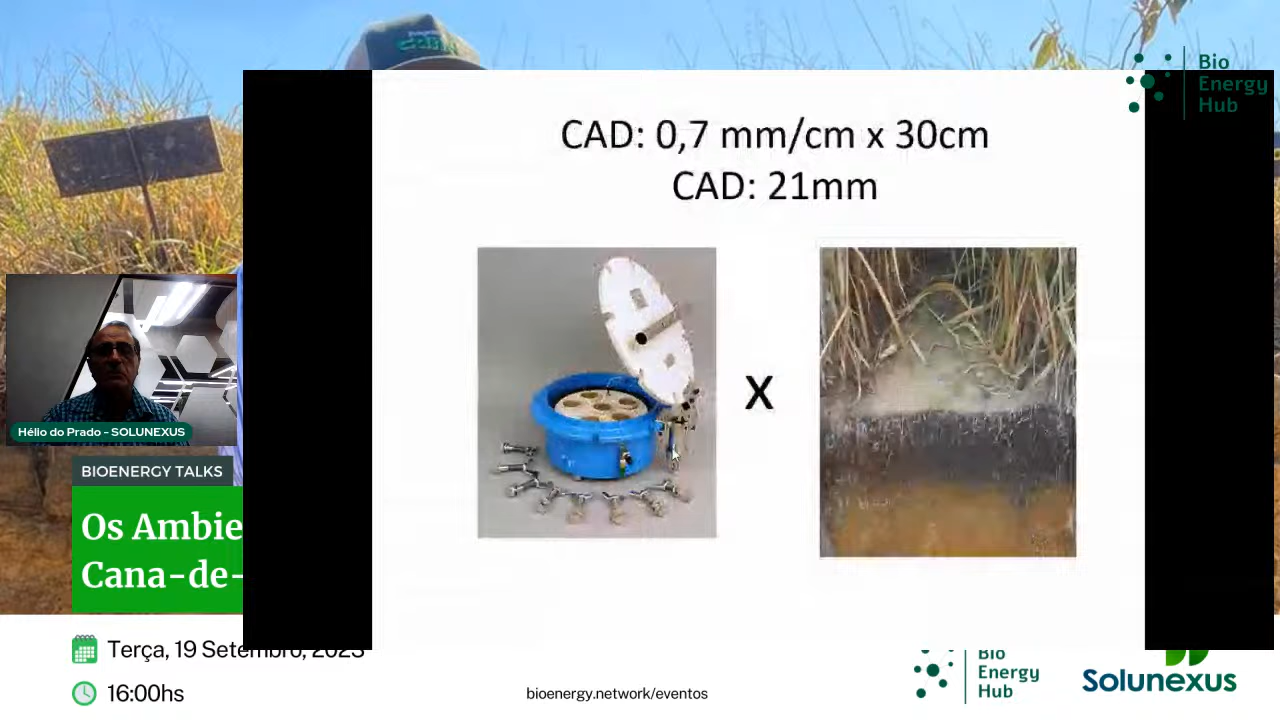 Bio
Energy
Hub
CAD: 0,7 mm/cm x 30cm
CAD: 21mm
X
Hélio do Prado - SOLUNEXUS
BIOENERGY TALKS
Os Ambie
Cana-de-
Terça, 19 Setembro, 2023
16:00hs
bioenergy.network/eventos
Bio
Energy
Hub
Solunexus